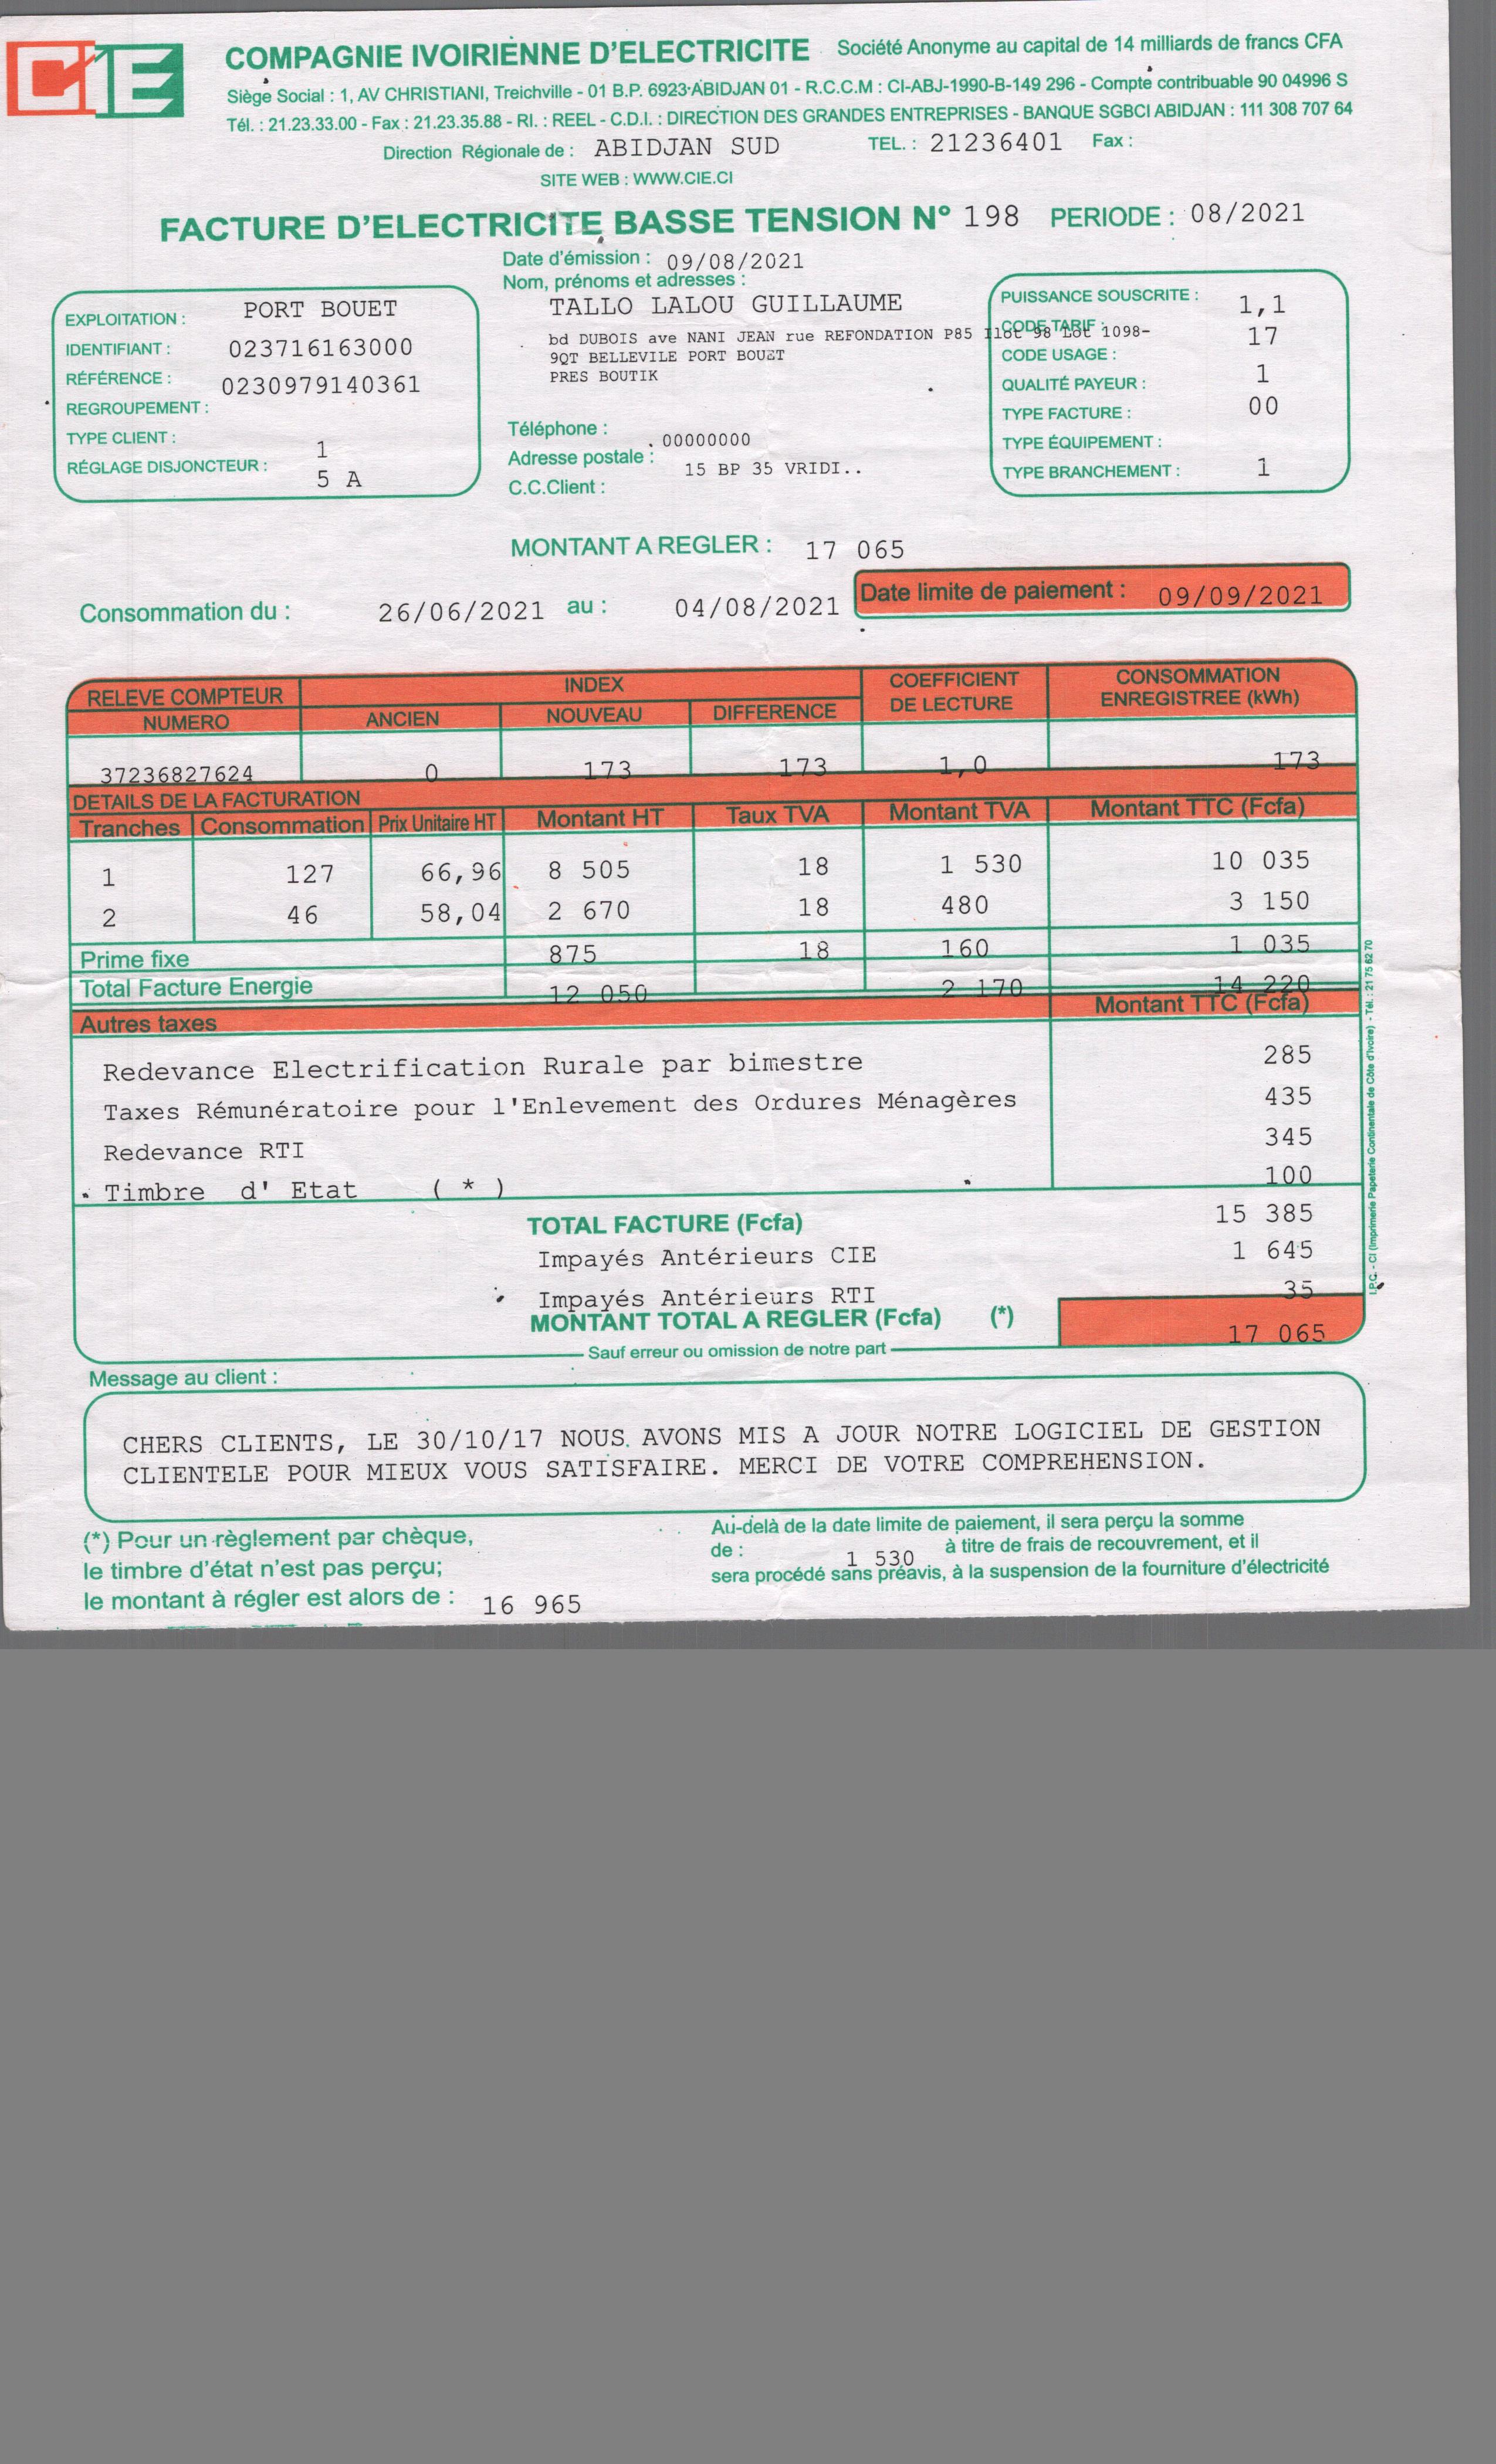 CIE
COMPAGNIE IVOIRIENNE D'ELECTRICITE Société Anonyme au capital de 14 milliards de francs CFA
Siège Social : 1, AV CHRISTIANI, Treichville - 01 B.P. 6923 ABIDJAN 01 - R.C.C.M : CI-ABJ-1990-B-149 296 - Compte contribuable 90 04996 S
Tél. : 21.23.33.00 - Fax : 21.23.35.88 - RI. : REEL - C.D.I. : DIRECTION DES GRANDES ENTREPRISES - BANQUE SGBCI ABIDJAN : 111 308 707 64
Direction Régionale de : ABIDJAN SUD TEL. : 21236401 Fax :
SITE WEB : WWW.CIE.CI
FACTURE D'ELECTRICITE BASSE TENSION N° 198 PERIODE : 08/2021
Date d'émission : 09/08/2021
Nom, prénoms et adresses :
TALLO LALOU GUILLAUME
bd DUBOIS ave NANI JEAN rue REFONDATION P85 Ilot 98 Lot 1098-
9QT BELLEVILE PORT BOUET
PRES BOUTIK
Téléphone : 00000000
Adresse postale : 15 BP 35 VRIDI..
C.C.Client :
EXPLOITATION : PORT BOUET
IDENTIFIANT : 023716163000
RÉFÉRENCE : 0230979140361
REGROUPEMENT :
TYPE CLIENT : 1
RÉGLAGE DISJONCTEUR : 5 A
PUISSANCE SOUSCRITE : 1,1
CODE TARIF : 17
CODE USAGE :
QUALITÉ PAYEUR : 1
TYPE FACTURE : 00
TYPE ÉQUIPEMENT :
TYPE BRANCHEMENT : 1
MONTANT A REGLER : 17 065
Consommation du : 26/06/2021 au : 04/08/2021 Date limite de paiement : 09/09/2021
RELEVE COMPTEUR INDEX COEFFICIENT DE LECTURE CONSOMMATION ENREGISTREE (kWh)
NUMERO ANCIEN NOUVEAU DIFFERENCE
37236827624 0 173 173 1,0 173
DETAILS DE LA FACTURATION
Tranches Consommation Prix Unitaire HT Montant HT Taux TVA Montant TVA Montant TTC (Fcfa)
1 127 66,96 8 505 18 1 530 10 035
2 46 58,04 2 670 18 480 3 150
Prime fixe 875 18 160 1 035
Total Facture Energie 12 050 2 170 14 220
Autres taxes Montant TTC (Fcfa)
Redevance Electrification Rurale par bimestre 285
Taxes Rémunératoire pour l'Enlevement des Ordures Ménagères 435
Redevance RTI 345
Timbre d' Etat ( * ) 100
TOTAL FACTURE (Fcfa) 15 385
Impayés Antérieurs CIE 1 645
Impayés Antérieurs RTI 35
MONTANT TOTAL A REGLER (Fcfa) (*) 17 065
Sauf erreur ou omission de notre part
I.P.C. - CI (Imprimerie Papeterie Continentale de Côte d'Ivoire) - Tél. : 21 75 62 70
Message au client :
CHERS CLIENTS, LE 30/10/17 NOUS AVONS MIS A JOUR NOTRE LOGICIEL DE GESTION
CLIENTELE POUR MIEUX VOUS SATISFAIRE. MERCI DE VOTRE COMPREHENSION.
(*) Pour un règlement par chèque,
le timbre d'état n'est pas perçu;
le montant à régler est alors de : 16 965
Au-delà de la date limite de paiement, il sera perçu la somme
de : 1 530 à titre de frais de recouvrement, et il
sera procédé sans préavis, à la suspension de la fourniture d'électricité